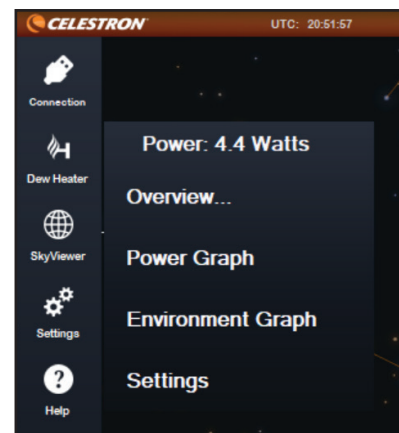 CELESTRON
UTC: 20:51:57
Connection
Dew Heater
SkyViewer
Settings
Help
Power: 4.4 Watts
Overview...
Power Graph
Environment Graph
Settings